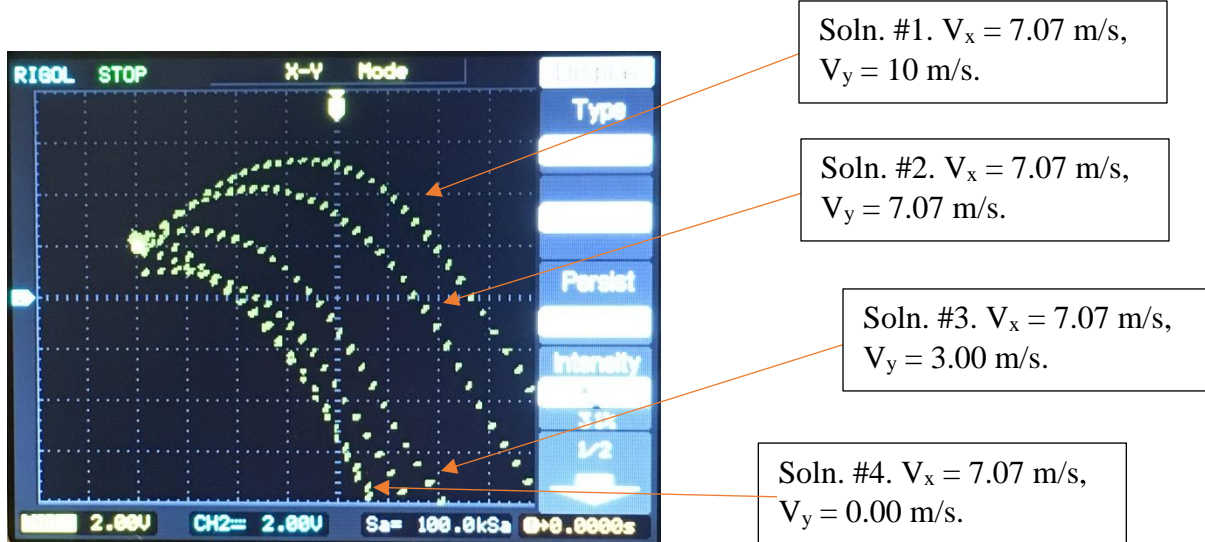 Soln. #1. Vx = 7.07 m/s,
Vy = 10 m/s.
RIGOL STOP X-Y Mode Display
Type
Soln. #2. Vx = 7.07 m/s,
Vy = 7.07 m/s.
Persist
Soln. #3. Vx = 7.07 m/s,
Vy = 3.00 m/s.
Intensity
31%
1/2
Soln. #4. Vx = 7.07 m/s,
Vy = 0.00 m/s.
2.00V CH2 2.00V Sa= 100.0kSa +0.0000s